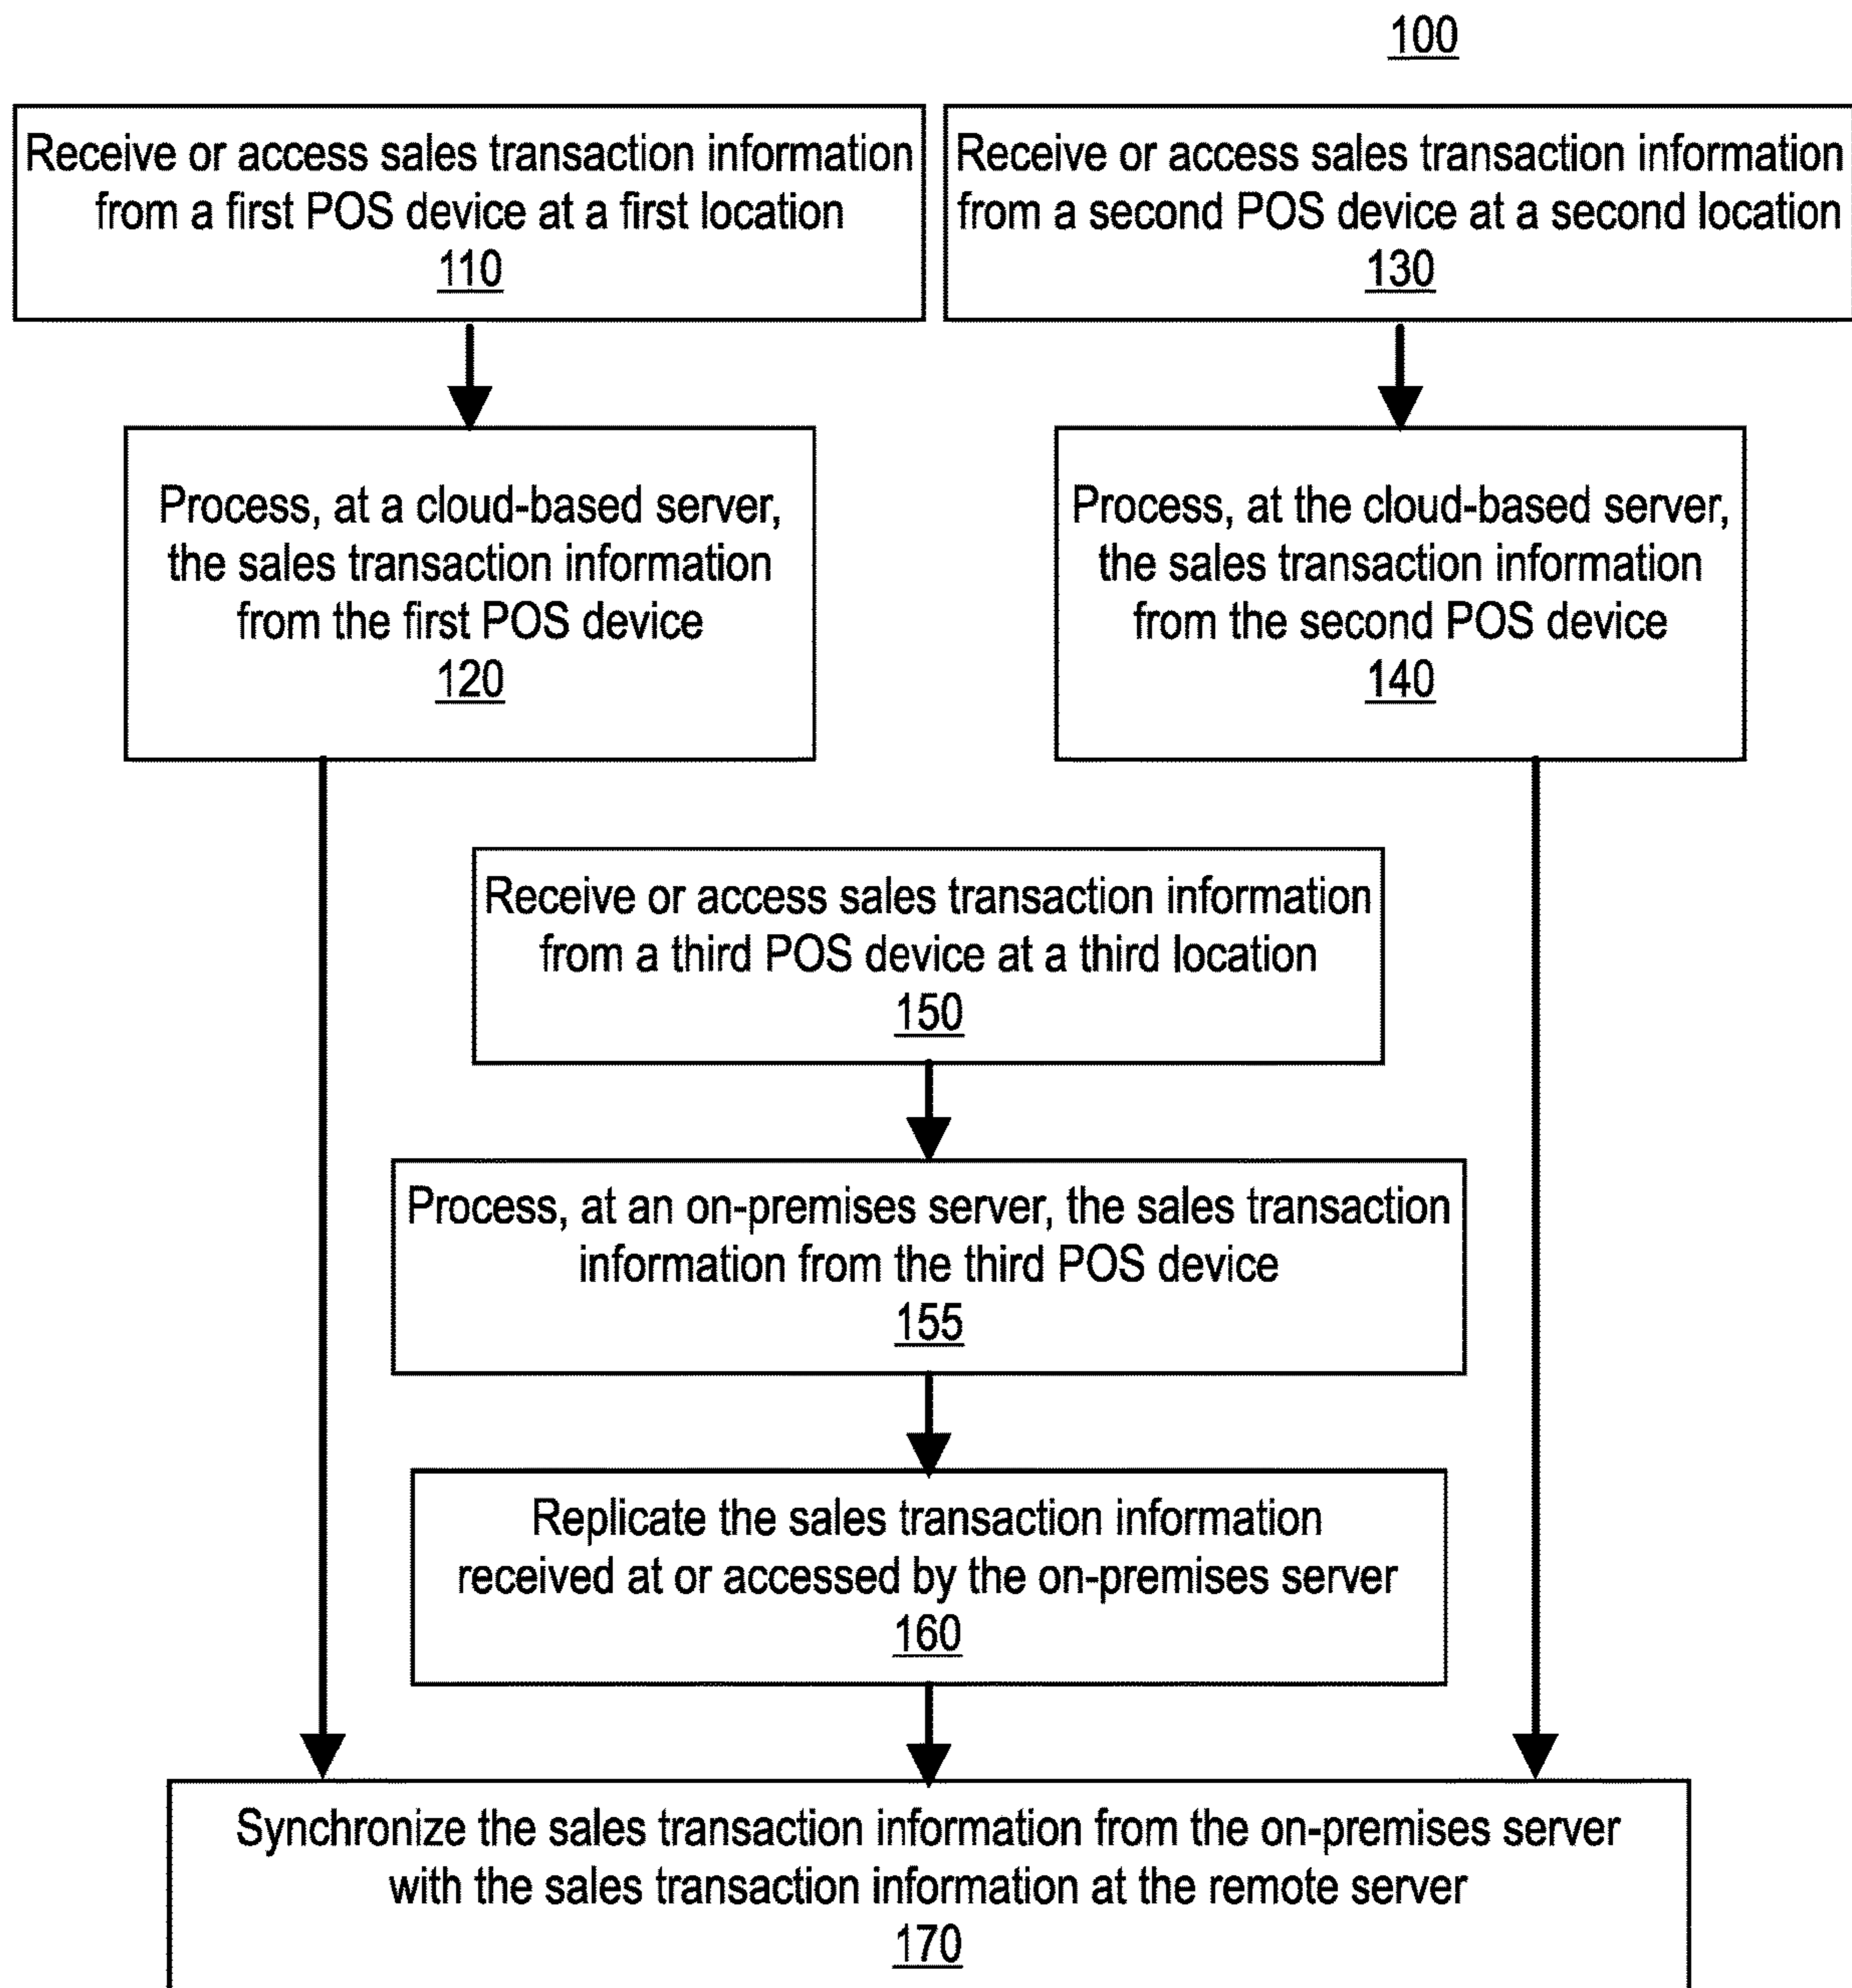 100
Receive or access sales transaction information
from a first POS device at a first location
110
Receive or access sales transaction information
from a second POS device at a second location
130
Process, at a cloud-based server,
the sales transaction information
from the first POS device
120
Process, at the cloud-based server,
the sales transaction information
from the second POS device
140
Receive or access sales transaction information
from a third POS device at a third location
150
Process, at an on-premises server, the sales transaction
information from the third POS device
155
Replicate the sales transaction information
received at or accessed by the on-premises server
160
Synchronize the sales transaction information from the on-premises server
with the sales transaction information at the remote server
170